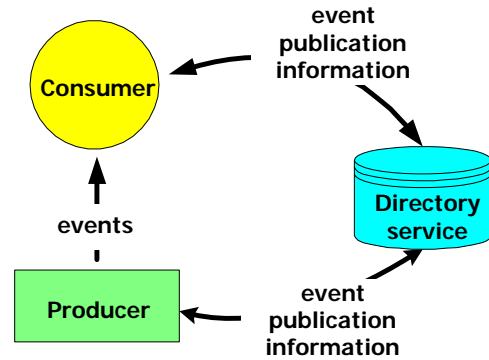 event
publication
information
Consumer
Directory
service
events
Producer
event
publication
information